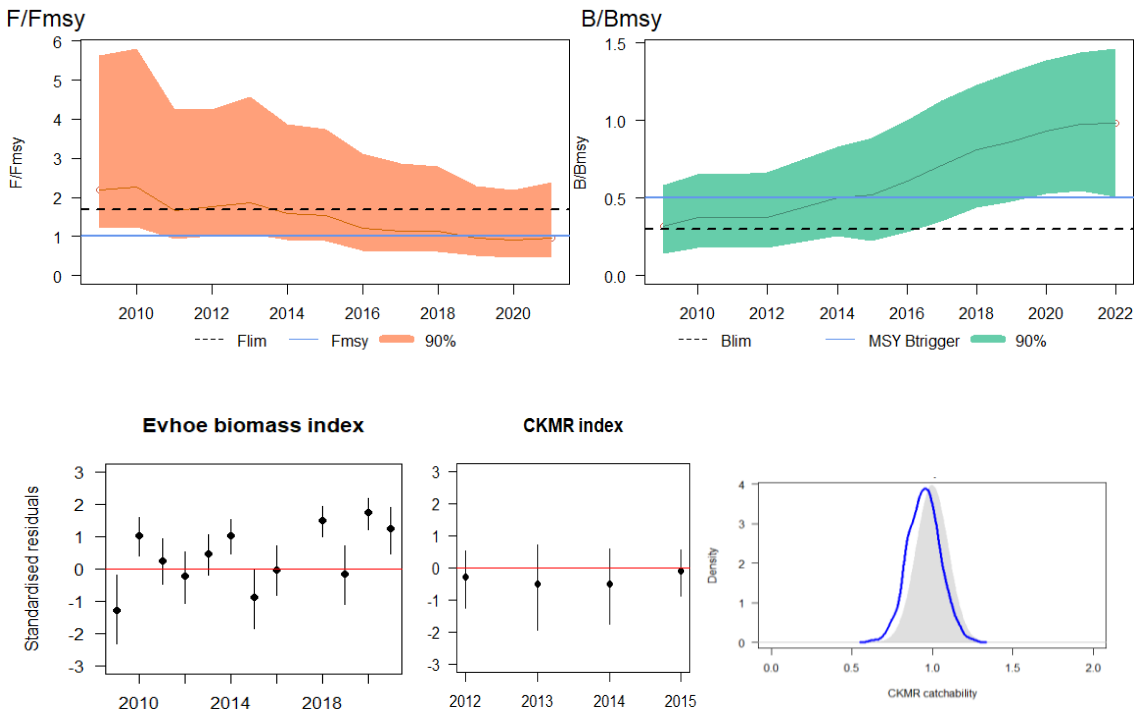 F/Fmsy
B/Bmsy
F/Fmsy
6
5
4
3
2
1
0
2010 2012 2014 2016 2018 2020
Flim Fmsy 90%
B/Bmsy
1.5
1.0
0.5
0.0
2010 2012 2014 2016 2018 2020 2022
Blim MSY Btrigger 90%
Evhoe biomass index
Standardised residuals
3
2
1
0
-1
-2
-3
2010 2014 2018
CKMR index
3
2
1
0
-1
-2
-3
2012 2013 2014 2015
Density
4
3
2
1
0
0.0 0.5 1.0 1.5 2.0
CKMR catchability